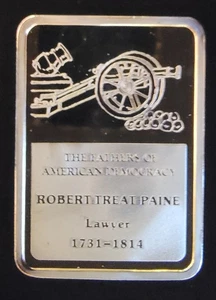 THE FATHERS OF
AMERICAN DEMOCRACY
ROBERT TREAT PAINE
Lawyer
1731-1814